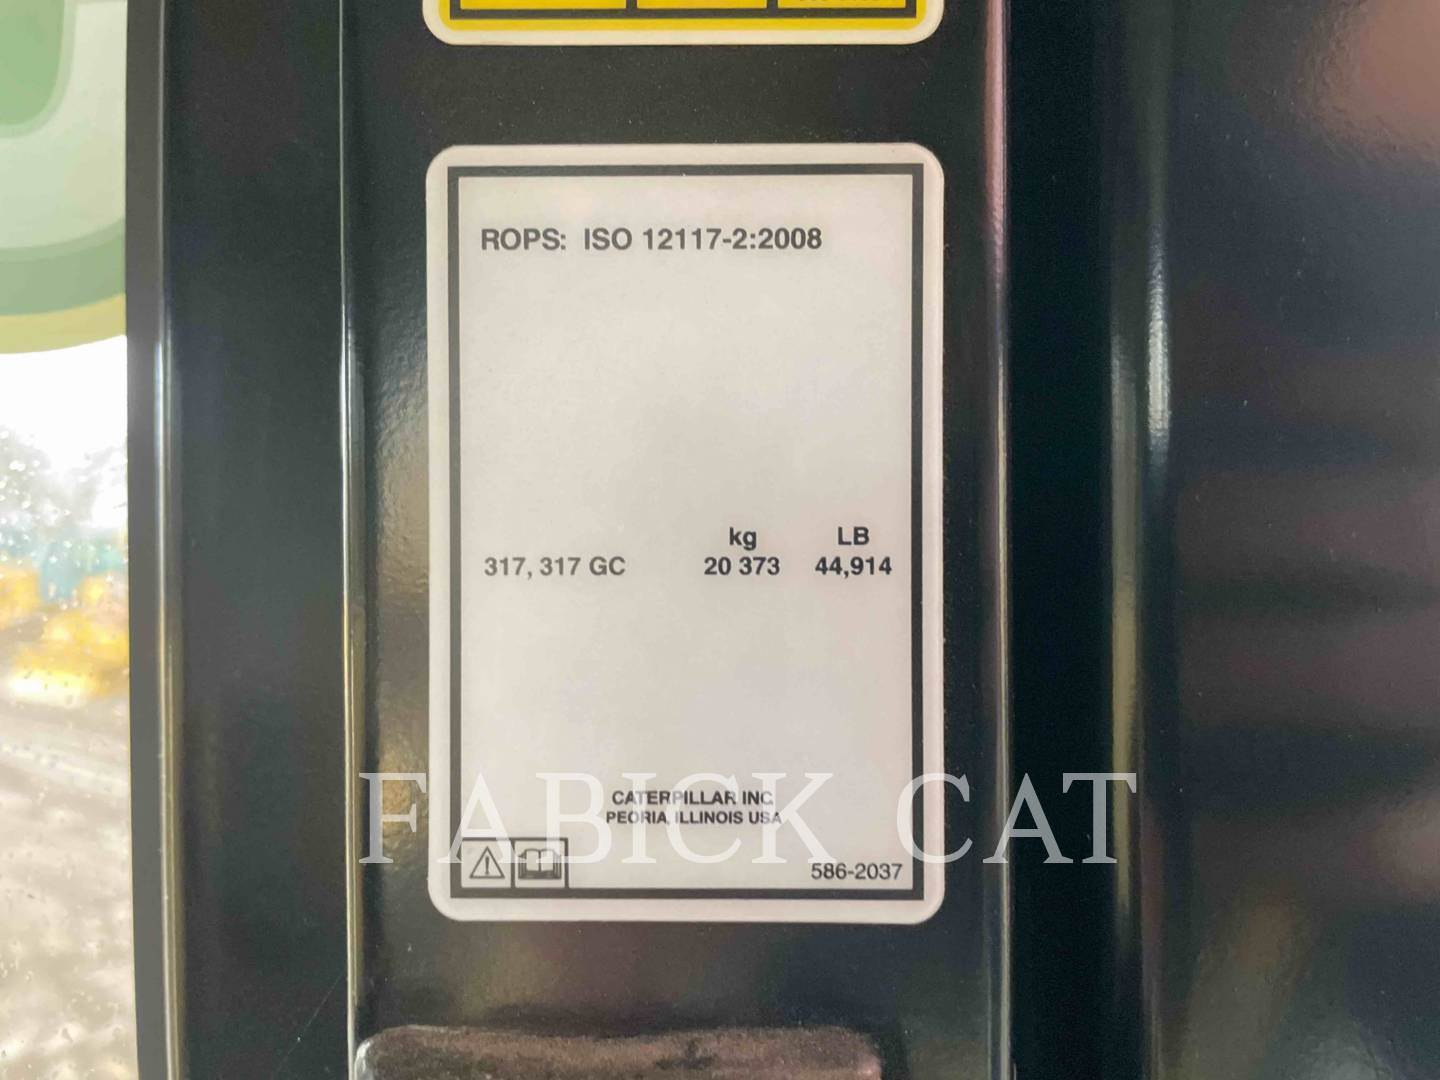 ROPS: ISO 12117-2:2008
kg LB
317, 317 GC 20 373 44,914
CATERPILLAR INC
PEORIA, ILLINOIS USA
FABICK CAT
586-2037